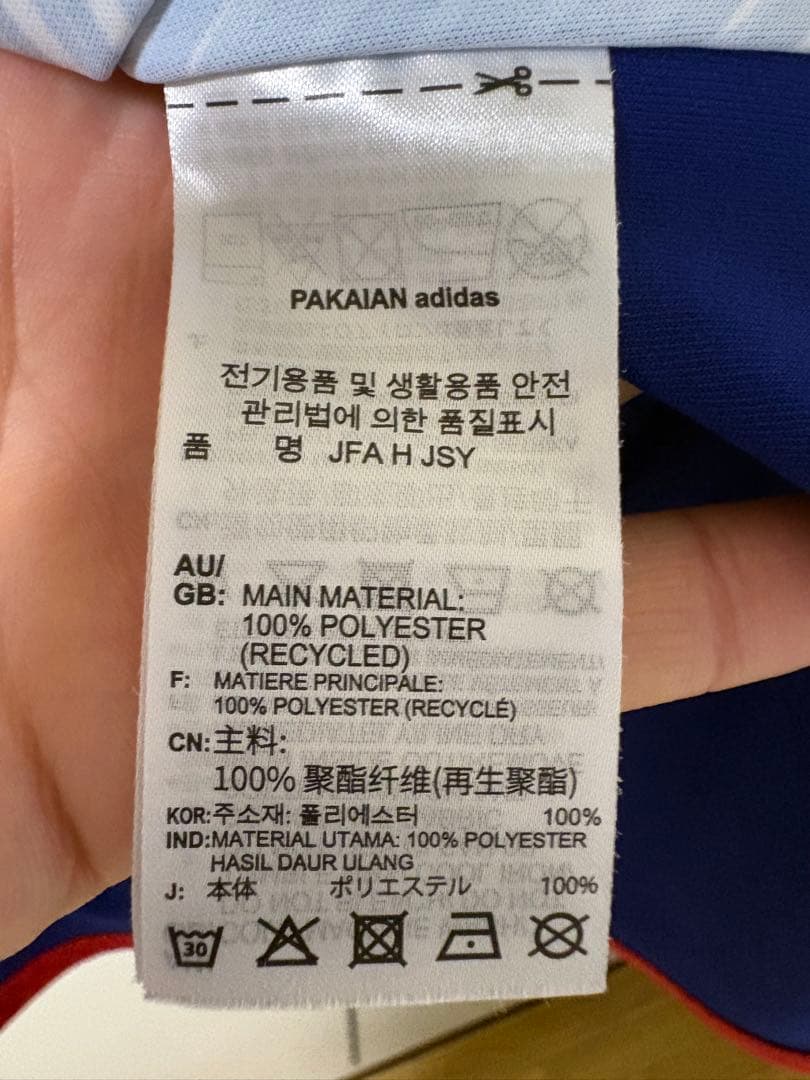 PAKAIAN adidas
전기용품 및 생활용품 안전
관리법에 의한 품질표시
품 명 JFA H JSY
AU/
GB: MAIN MATERIAL:
100% POLYESTER
(RECYCLED)
F: MATIERE PRINCIPALE:
100% POLYESTER (RECYCLÉ)
CN:主料:
100% 聚酯纤维(再生聚酯)
KOR:주소재: 폴리에스터 100%
IND:MATERIAL UTAMA: 100% POLYESTER
HASIL DAUR ULANG
J: 本体 ポリエステル 100%
30